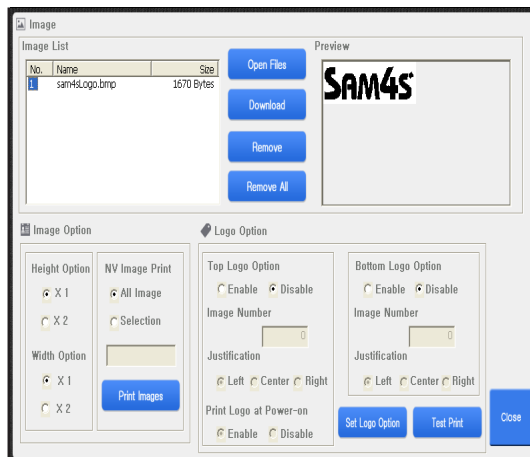 Image
Image List
No. Name Size
1 sam4sLogo.bmp 1670 Bytes
Open Files
Download
Remove
Remove All
Preview
SAM4S
Image Option
Height Option
X 1
X 2
Width Option
X 1
X 2
NV Image Print
All Image
Selection
Print Images
Logo Option
Top Logo Option
Enable Disable
Image Number
0
Justification
Left Center Right
Print Logo at Power-on
Enable Disable
Bottom Logo Option
Enable Disable
Image Number
0
Justification
Left Center Right
Set Logo Option
Test Print
Close